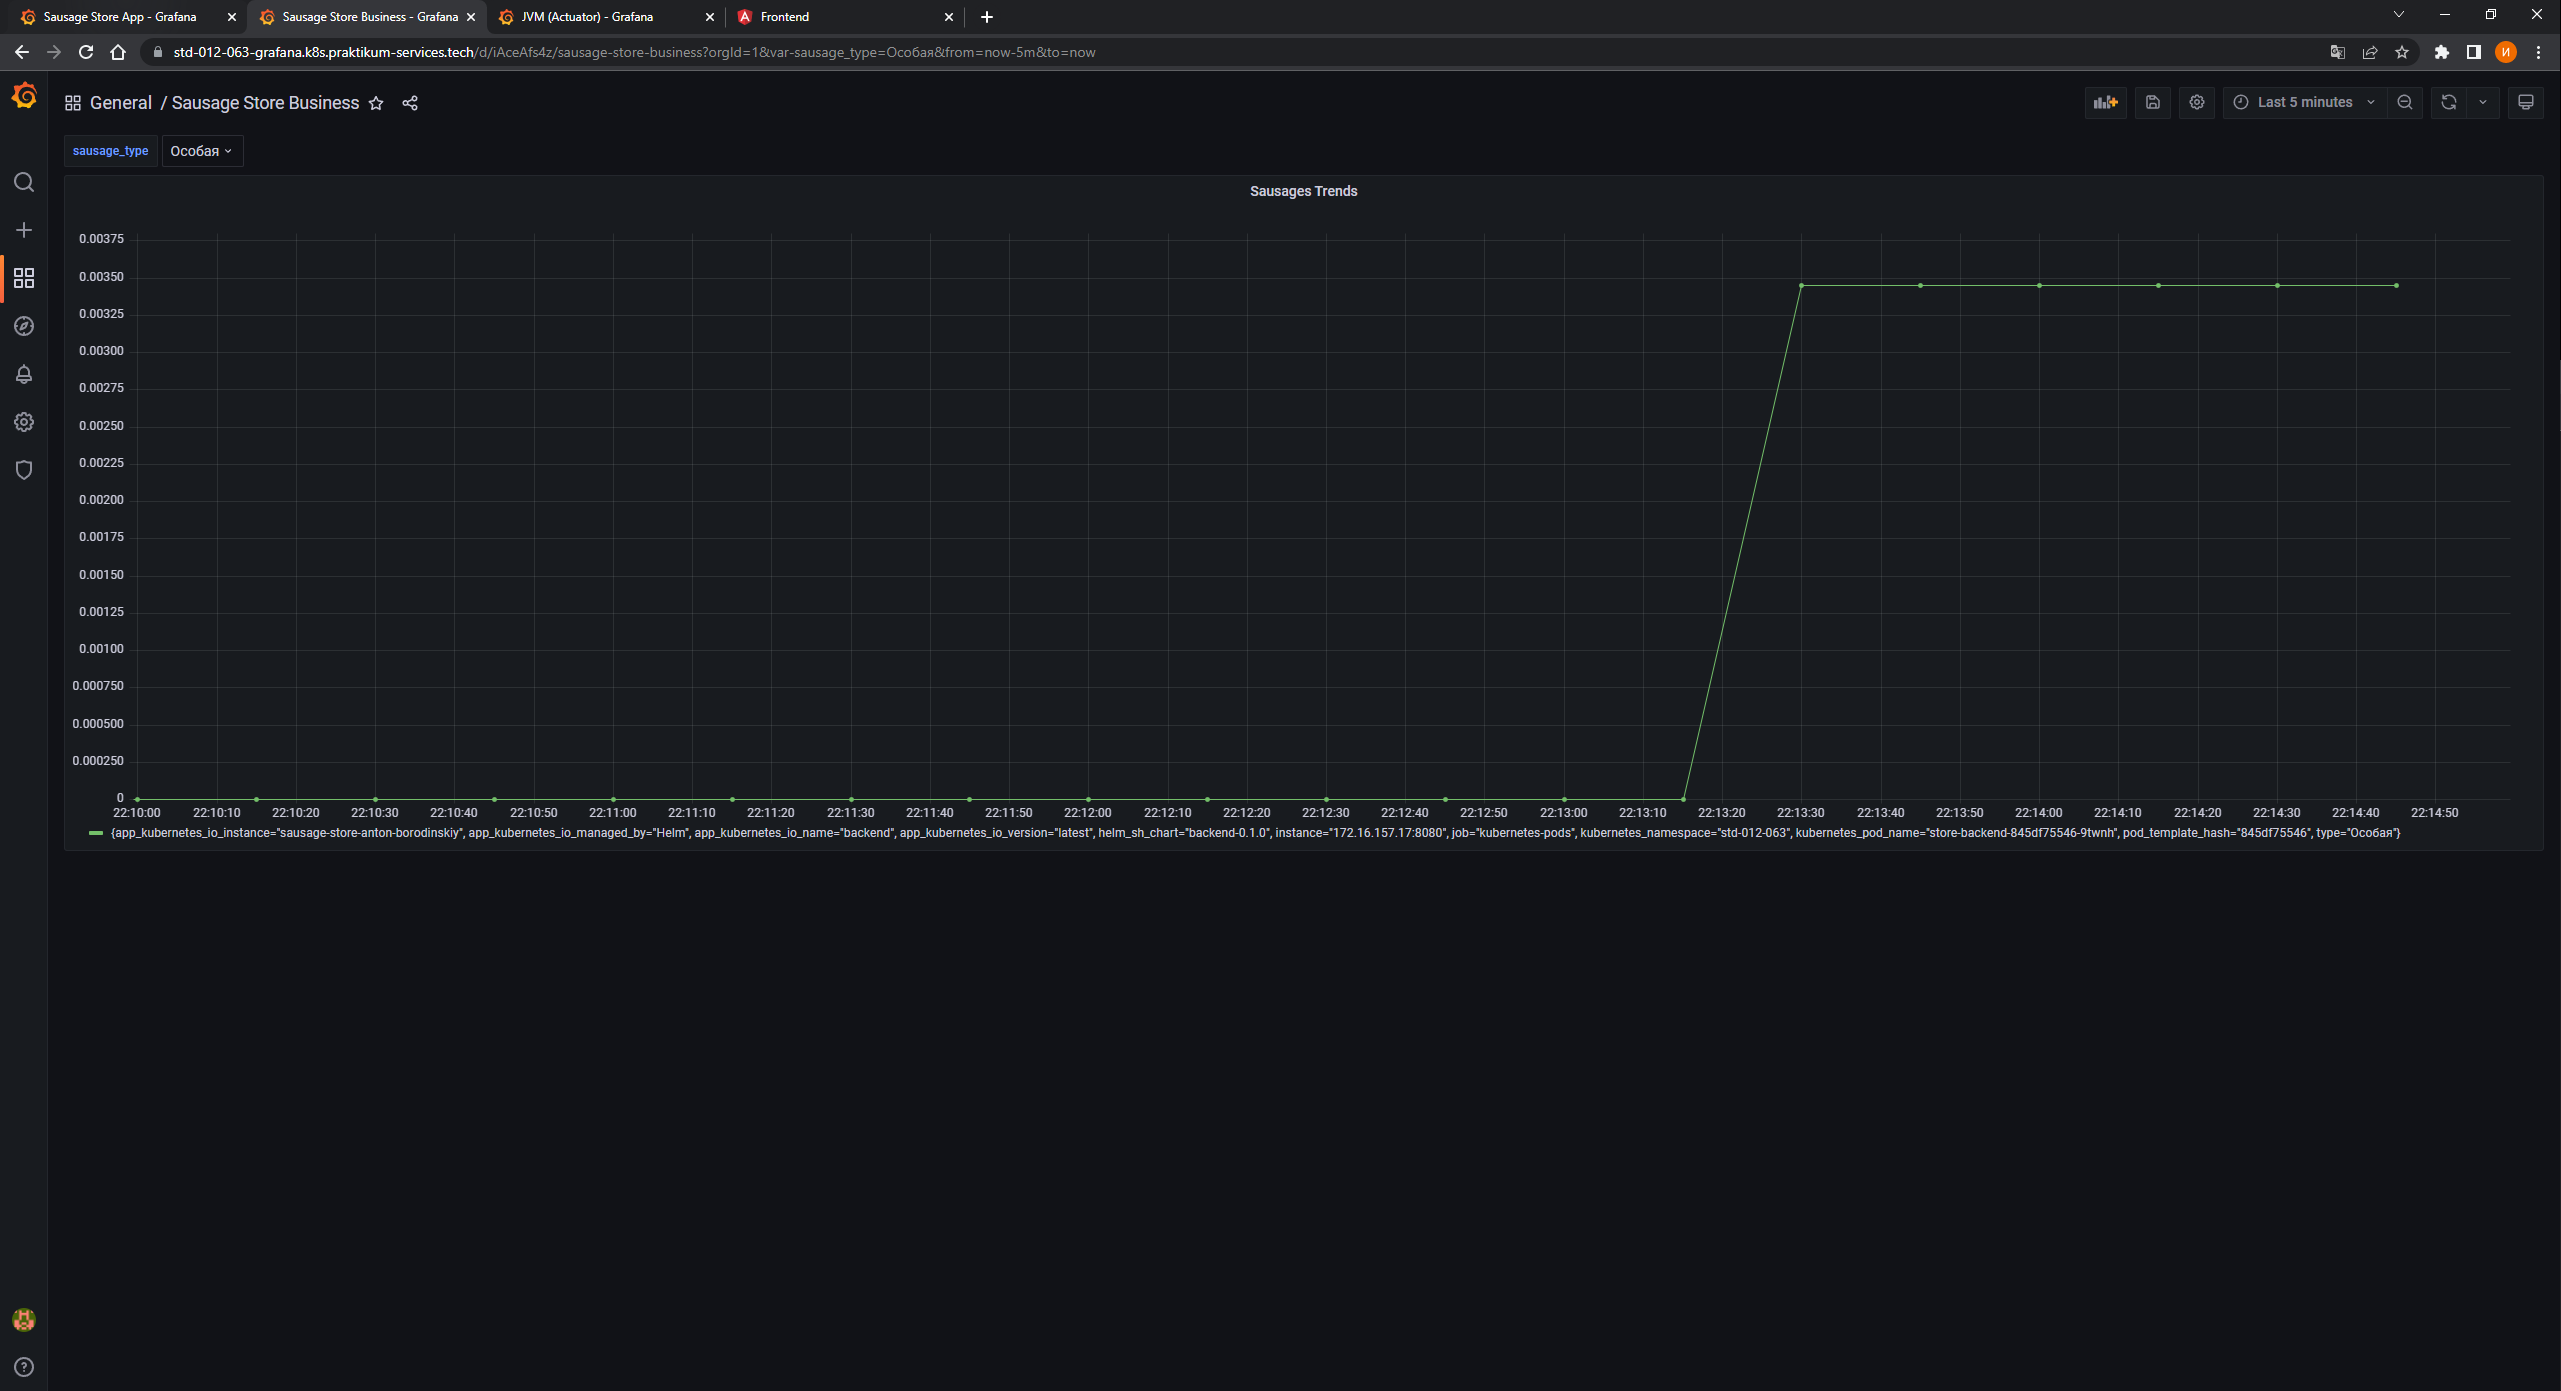 Sausage Store App - Grafana
Sausage Store Business - Grafana
JVM (Actuator) - Grafana
Frontend
std-012-063-grafana.k8s.praktikum-services.tech/d/iAceAfs4z/sausage-store-business?orgId=1&var-sausage_type=Особая&from=now-5m&to=now
И
General / Sausage Store Business
Last 5 minutes
sausage_type
Особая
Sausages Trends
0.00375
0.00350
0.00325
0.00300
0.00275
0.00250
0.00225
0.00200
0.00175
0.00150
0.00125
0.00100
0.000750
0.000500
0.000250
0
22:10:00 22:10:10 22:10:20 22:10:30 22:10:40 22:10:50 22:11:00 22:11:10 22:11:20 22:11:30 22:11:40 22:11:50 22:12:00 22:12:10 22:12:20 22:12:30 22:12:40 22:12:50 22:13:00 22:13:10 22:13:20 22:13:30 22:13:40 22:13:50 22:14:00 22:14:10 22:14:20 22:14:30 22:14:40 22:14:50
{app_kubernetes_io_instance="sausage-store-anton-borodinskiy", app_kubernetes_io_managed_by="Helm", app_kubernetes_io_name="backend", app_kubernetes_io_version="latest", helm_sh_chart="backend-0.1.0", instance="172.16.157.17:8080", job="kubernetes-pods", kubernetes_namespace="std-012-063", kubernetes_pod_name="store-backend-845df75546-9twnh", pod_template_hash="845df75546", type="Особая"}